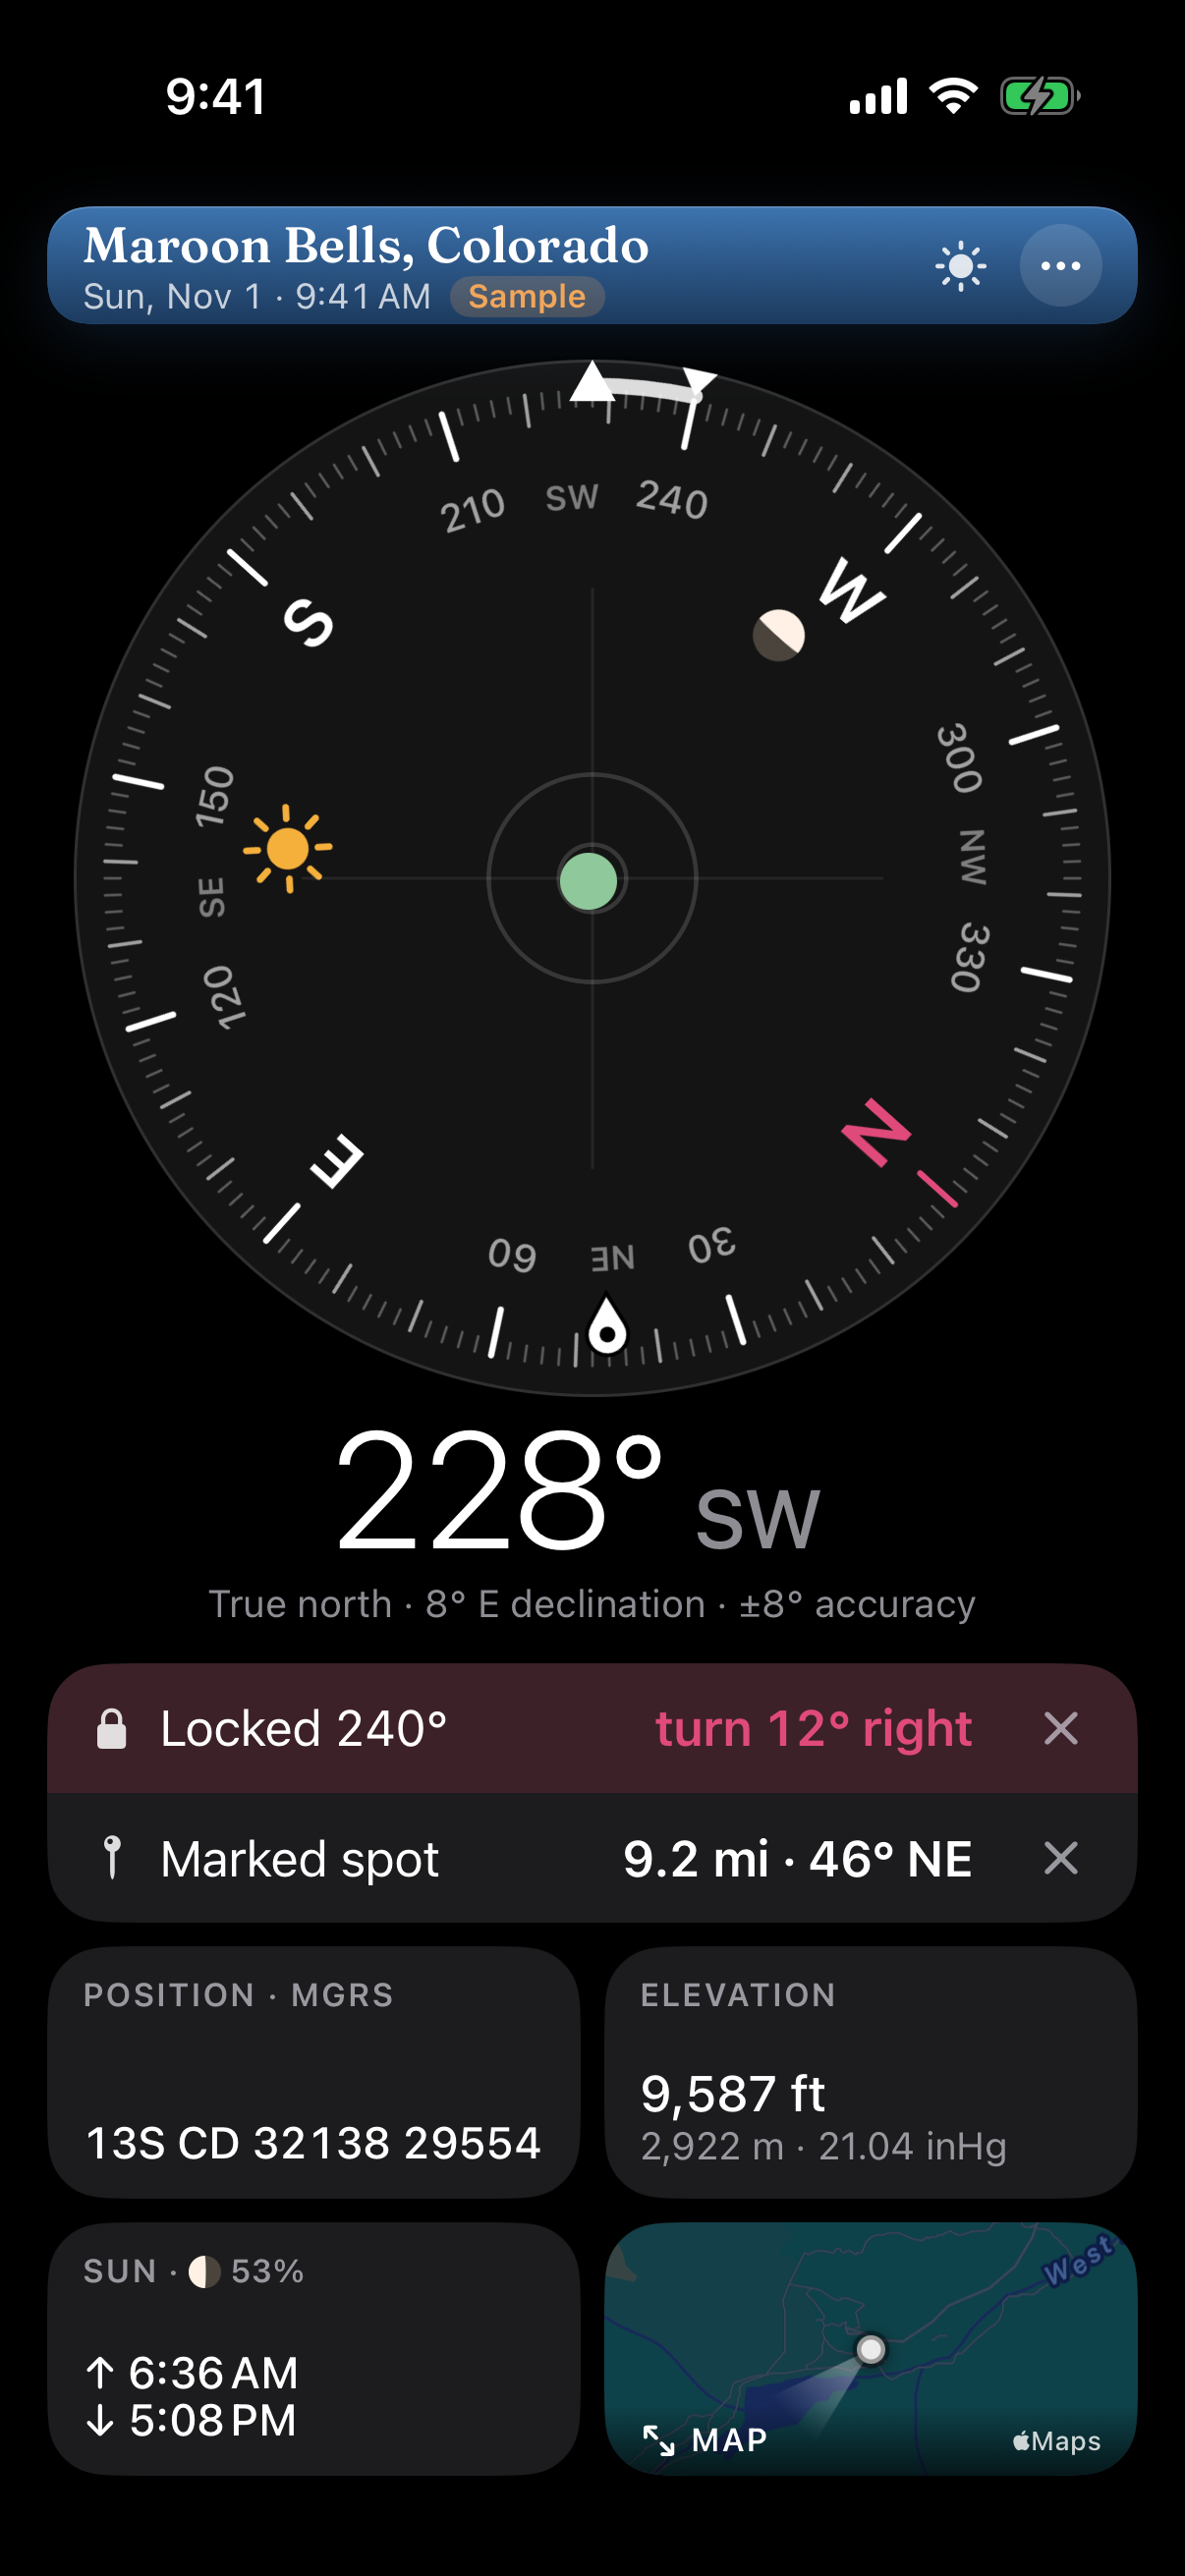 9:41
Maroon Bells, Colorado
Sun, Nov 1 · 9:41 AM Sample
210 SW 240
S W
150 300
SE NW
120 330
E N
60 NE 30
228° SW
True north · 8° E declination · ±8° accuracy
Locked 240° turn 12° right
Marked spot 9.2 mi · 46° NE
POSITION · MGRS
13S CD 32138 29554
ELEVATION
9,587 ft
2,922 m · 21.04 inHg
SUN · 53%
↑ 6:36 AM
↓ 5:08 PM
West
MAP
Maps